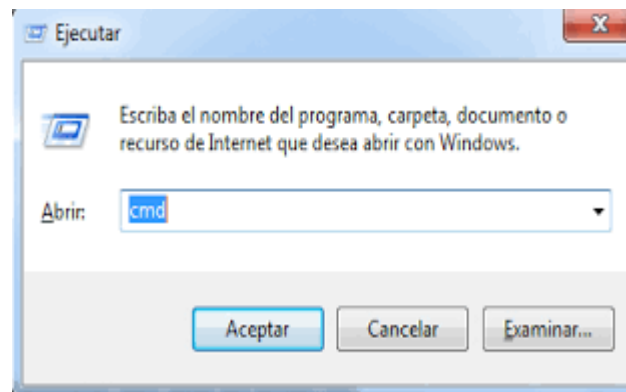 Ejecutar
Escriba el nombre del programa, carpeta, documento o
recurso de Internet que desea abrir con Windows.
Abrir: cmd
Aceptar Cancelar Examinar...